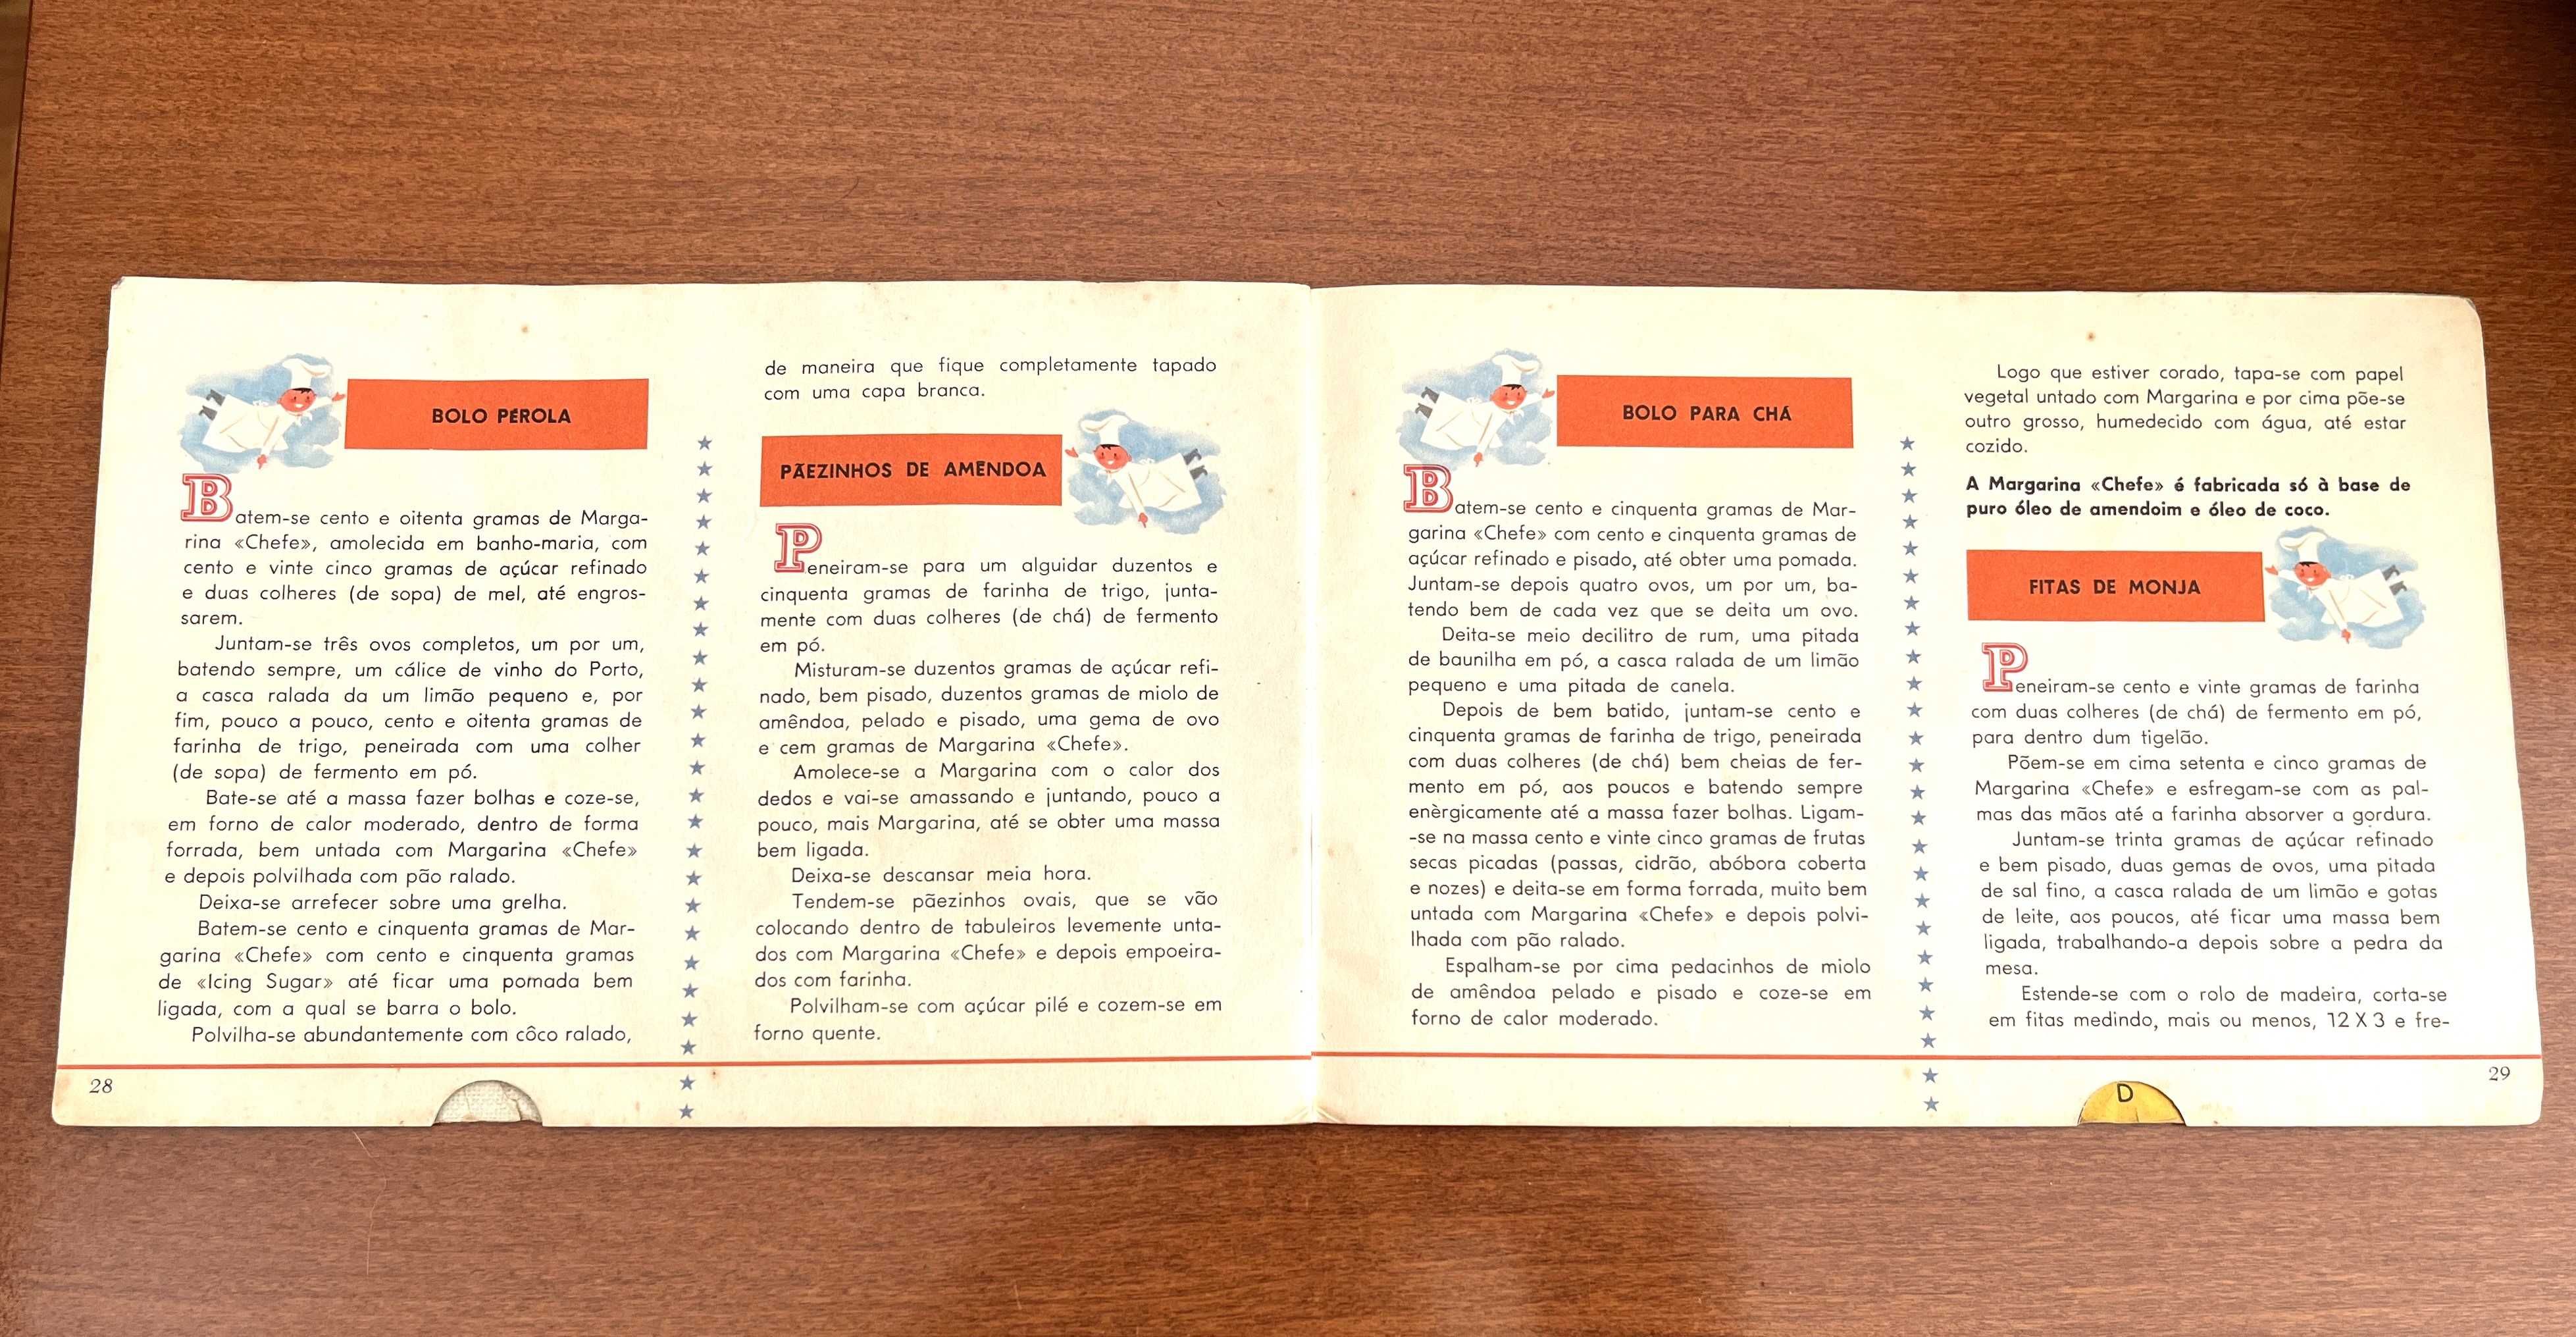 BOLO PÉROLA
Batem-se cento e oitenta gramas de Marga-
rina «Chefe», amolecida em banho-maria, com
cento e vinte cinco gramas de açúcar refinado
e duas colheres (de sopa) de mel, até engros-
sarem.
Juntam-se três ovos completos, um por um,
batendo sempre, um cálice de vinho do Porto,
a casca ralada da um limão pequeno e, por
fim, pouco a pouco, cento e oitenta gramas de
farinha de trigo, peneirada com uma colher
(de sopa) de fermento em pó.
Bate-se até a massa fazer bolhas e coze-se,
em forno de calor moderado, dentro de forma
forrada, bem untada com Margarina «Chefe»
e depois polvilhada com pão ralado.
Deixa-se arrefecer sobre uma grelha.
Batem-se cento e cinquenta gramas de Mar-
garina «Chefe» com cento e cinquenta gramas
de «Icing Sugar» até ficar uma pomada bem
ligada, com a qual se barra o bolo.
Polvilha-se abundantemente com côco ralado,
28
de maneira que fique completamente tapado
com uma capa branca.
PÃEZINHOS DE AMÊNDOA
Peneiram-se para um alguidar duzentos e
cinquenta gramas de farinha de trigo, junta-
mente com duas colheres (de chá) de fermento
em pó.
Misturam-se duzentos gramas de açúcar refi-
nado, bem pisado, duzentos gramas de miolo de
amêndoa, pelado e pisado, uma gema de ovo
e cem gramas de Margarina «Chefe».
Amolece-se a Margarina com o calor dos
dedos e vai-se amassando e juntando, pouco a
pouco, mais Margarina, até se obter uma massa
bem ligada.
Deixa-se descansar meia hora.
Tendem-se pãezinhos ovais, que se vão
colocando dentro de tabuleiros levemente unta-
dos com Margarina «Chefe» e depois empoeira-
dos com farinha.
Polvilham-se com açúcar pilé e cozem-se em
forno quente.
BOLO PARA CHÁ
Batem-se cento e cinquenta gramas de Mar-
garina «Chefe» com cento e cinquenta gramas de
açúcar refinado e pisado, até obter uma pomada.
Juntam-se depois quatro ovos, um por um, ba-
tendo bem de cada vez que se deita um ovo.
Deita-se meio decilitro de rum, uma pitada
de baunilha em pó, a casca ralada de um limão
pequeno e uma pitada de canela.
Depois de bem batido, juntam-se cento e
cinquenta gramas de farinha de trigo, peneirada
com duas colheres (de chá) bem cheias de fer-
mento em pó, aos poucos e batendo sempre
enèrgicamente até a massa fazer bolhas. Ligam-
-se na massa cento e vinte cinco gramas de frutas
secas picadas (passas, cidrão, abóbora coberta
e nozes) e deita-se em forma forrada, muito bem
untada com Margarina «Chefe» e depois polvi-
lhada com pão ralado.
Espalham-se por cima pedacinhos de miolo
de amêndoa pelado e pisado e coze-se em
forno de calor moderado.
Logo que estiver corado, tapa-se com papel
vegetal untado com Margarina e por cima põe-se
outro grosso, humedecido com água, até estar
cozido.
A Margarina «Chefe» é fabricada só à base de
puro óleo de amendoim e óleo de coco.
FITAS DE MONJA
Peneiram-se cento e vinte gramas de farinha
com duas colheres (de chá) de fermento em pó,
para dentro dum tigelão.
Põem-se em cima setenta e cinco gramas de
Margarina «Chefe» e esfregam-se com as pal-
mas das mãos até a farinha absorver a gordura.
Juntam-se trinta gramas de açúcar refinado
e bem pisado, duas gemas de ovos, uma pitada
de sal fino, a casca ralada de um limão e gotas
de leite, aos poucos, até ficar uma massa bem
ligada, trabalhando-a depois sobre a pedra da
mesa.
Estende-se com o rolo de madeira, corta-se
em fitas medindo, mais ou menos, 12 X 3 e fre-
29
D